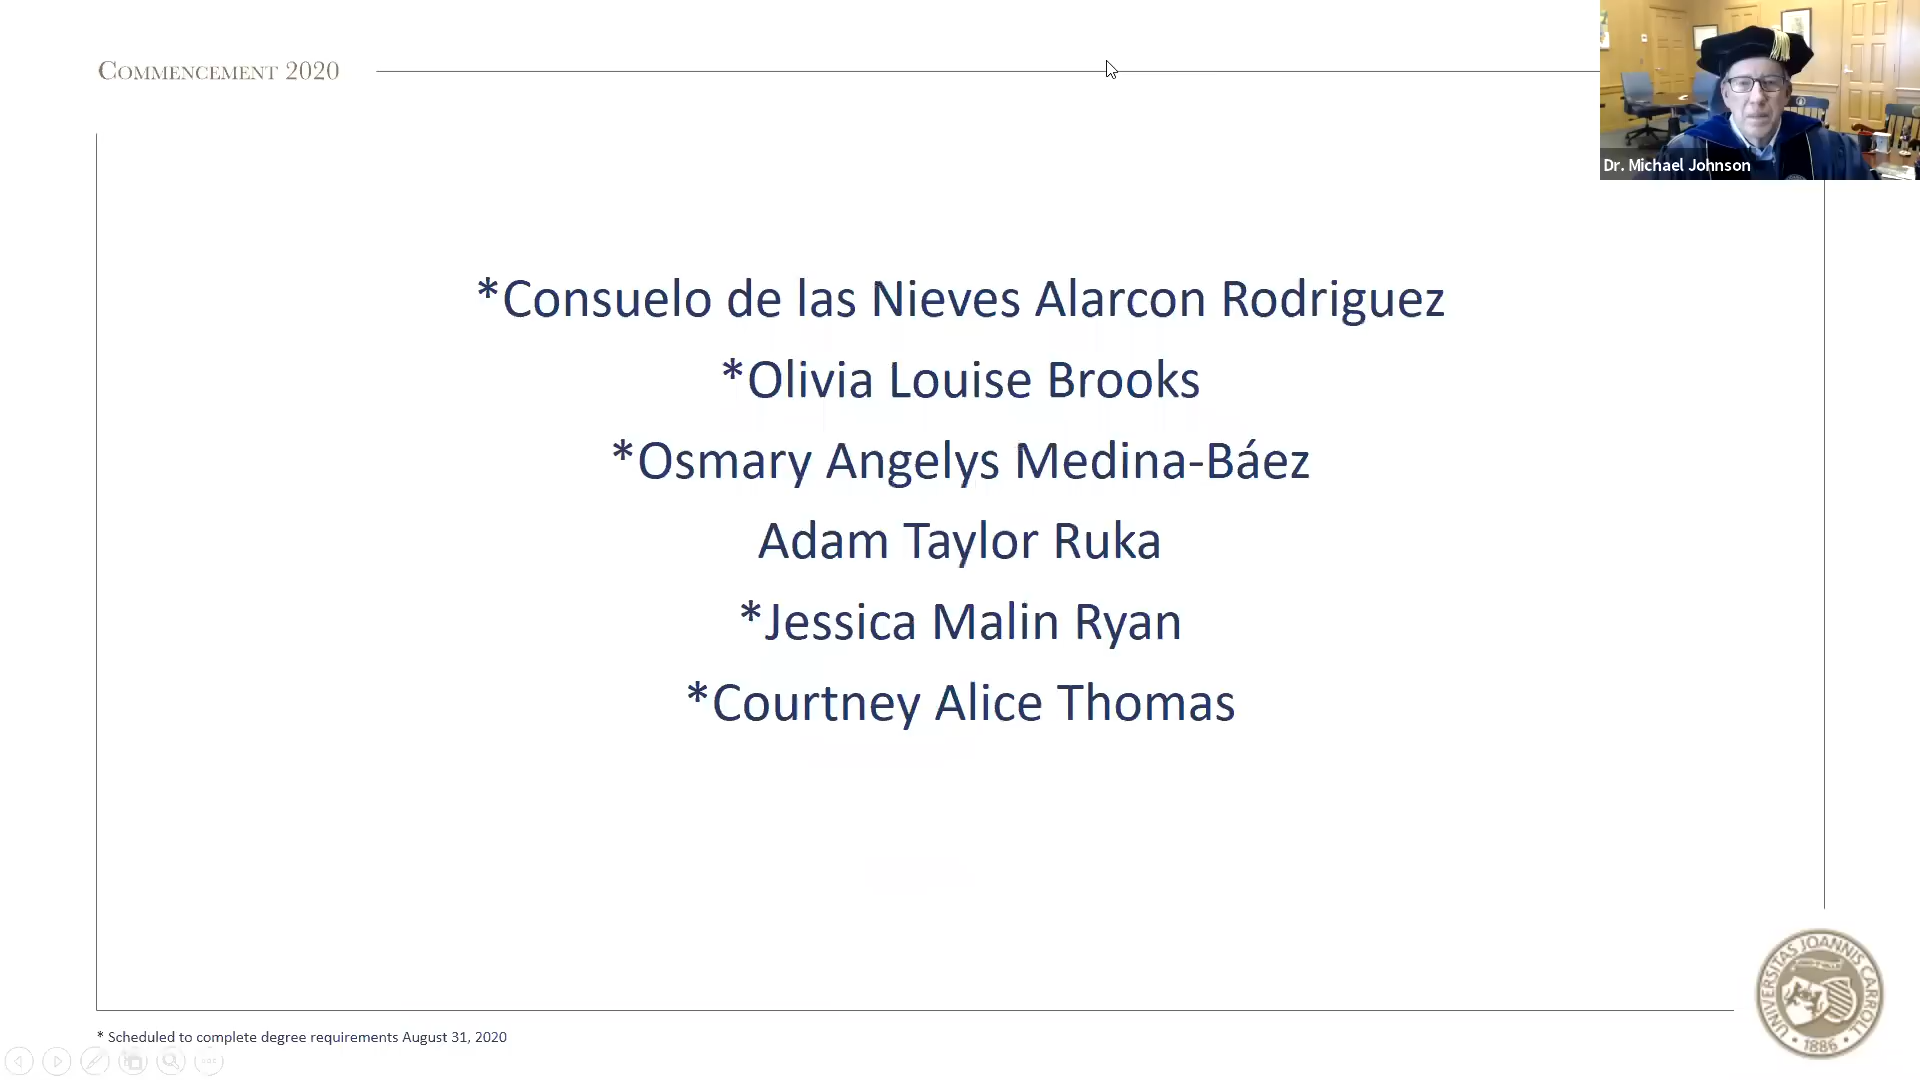 COMMENCEMENT 2020
Dr. Michael Johnson
*Consuelo de las Nieves Alarcon Rodriguez
*Olivia Louise Brooks
*Osmary Angelys Medina-Báez
Adam Taylor Ruka
*Jessica Malin Ryan
*Courtney Alice Thomas
UNIVERSITAS JOANNIS CARROLL
• 1886 •
* Scheduled to complete degree requirements August 31, 2020